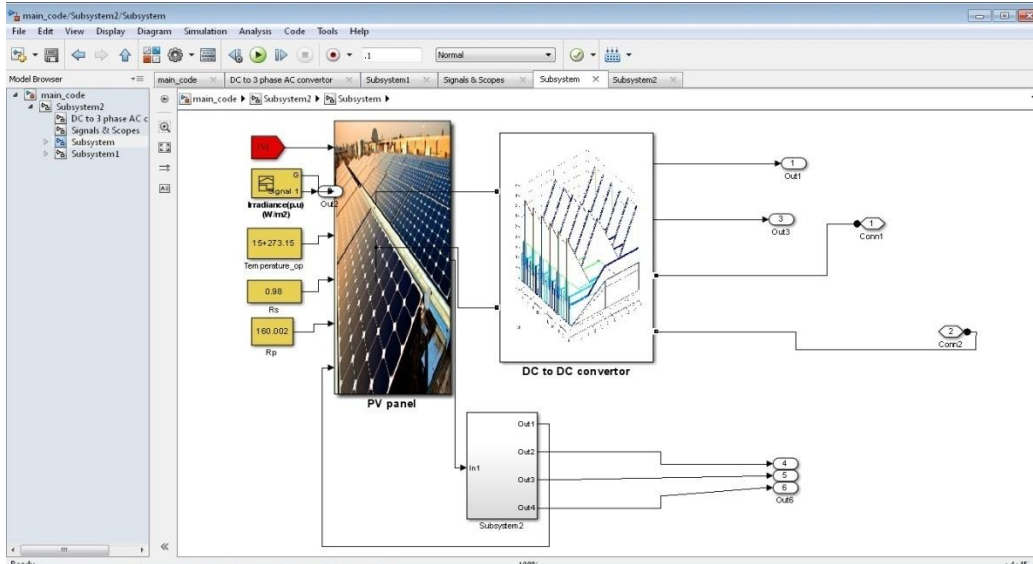 main_code/Subsystem2/Subsystem
File Edit View Display Diagram Simulation Analysis Code Tools Help
.1
Normal
Model Browser
main_code
DC to 3 phase AC convertor
Subsystem1
Signals & Scopes
Subsystem
Subsystem2
main_code
Subsystem2
DC to 3 phase AC c
Signals & Scopes
Subsystem
Subsystem1
main_code
Subsystem2
Subsystem
G
Signal 1
Out2
Irradiance(p.u)
(W/m2)
15+273.15
Temperature_op
0.98
Rs
160.002
Rp
PV panel
DC to DC convertor
1
Out1
3
Out3
1
Conn1
2
Conn2
In1
Out1
Out2
Out3
Out4
Subsystem2
4
5
6
Out6